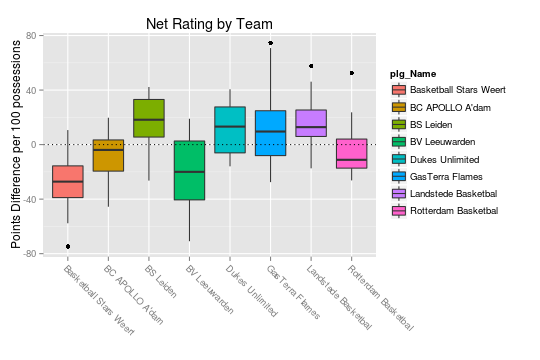 Net Rating by Team
Points Difference per 100 possessions
80
40
0
-40
-80
Basketball Stars Weert
BC APOLLO A'dam
BS Leiden
BV Leeuwarden
Dukes Unlimited
GasTerra Flames
Landstede Basketbal
Rotterdam Basketbal
plg_Name
Basketball Stars Weert
BC APOLLO A'dam
BS Leiden
BV Leeuwarden
Dukes Unlimited
GasTerra Flames
Landstede Basketbal
Rotterdam Basketbal